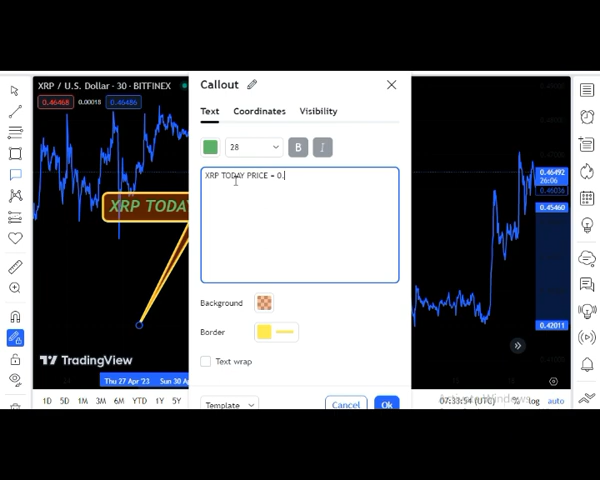 XRP / U.S. Dollar · 30 · BITFINEX
0.46468
0.00018
0.46486
Callout
Text
Coordinates
Visibility
28
B
I
XRP TODAY PRICE = 0.
XRP TODAY
Background
Border
Text wrap
Template
Cancel
Ok
0.46492
26:06
0.46036
0.45460
0.42011
TradingView
Thu 27 Apr '23
Sun 30 Ap
1D 5D 1M 3M 6M YTD 1Y 5Y
07:33:54 (UTC)
%
log
auto